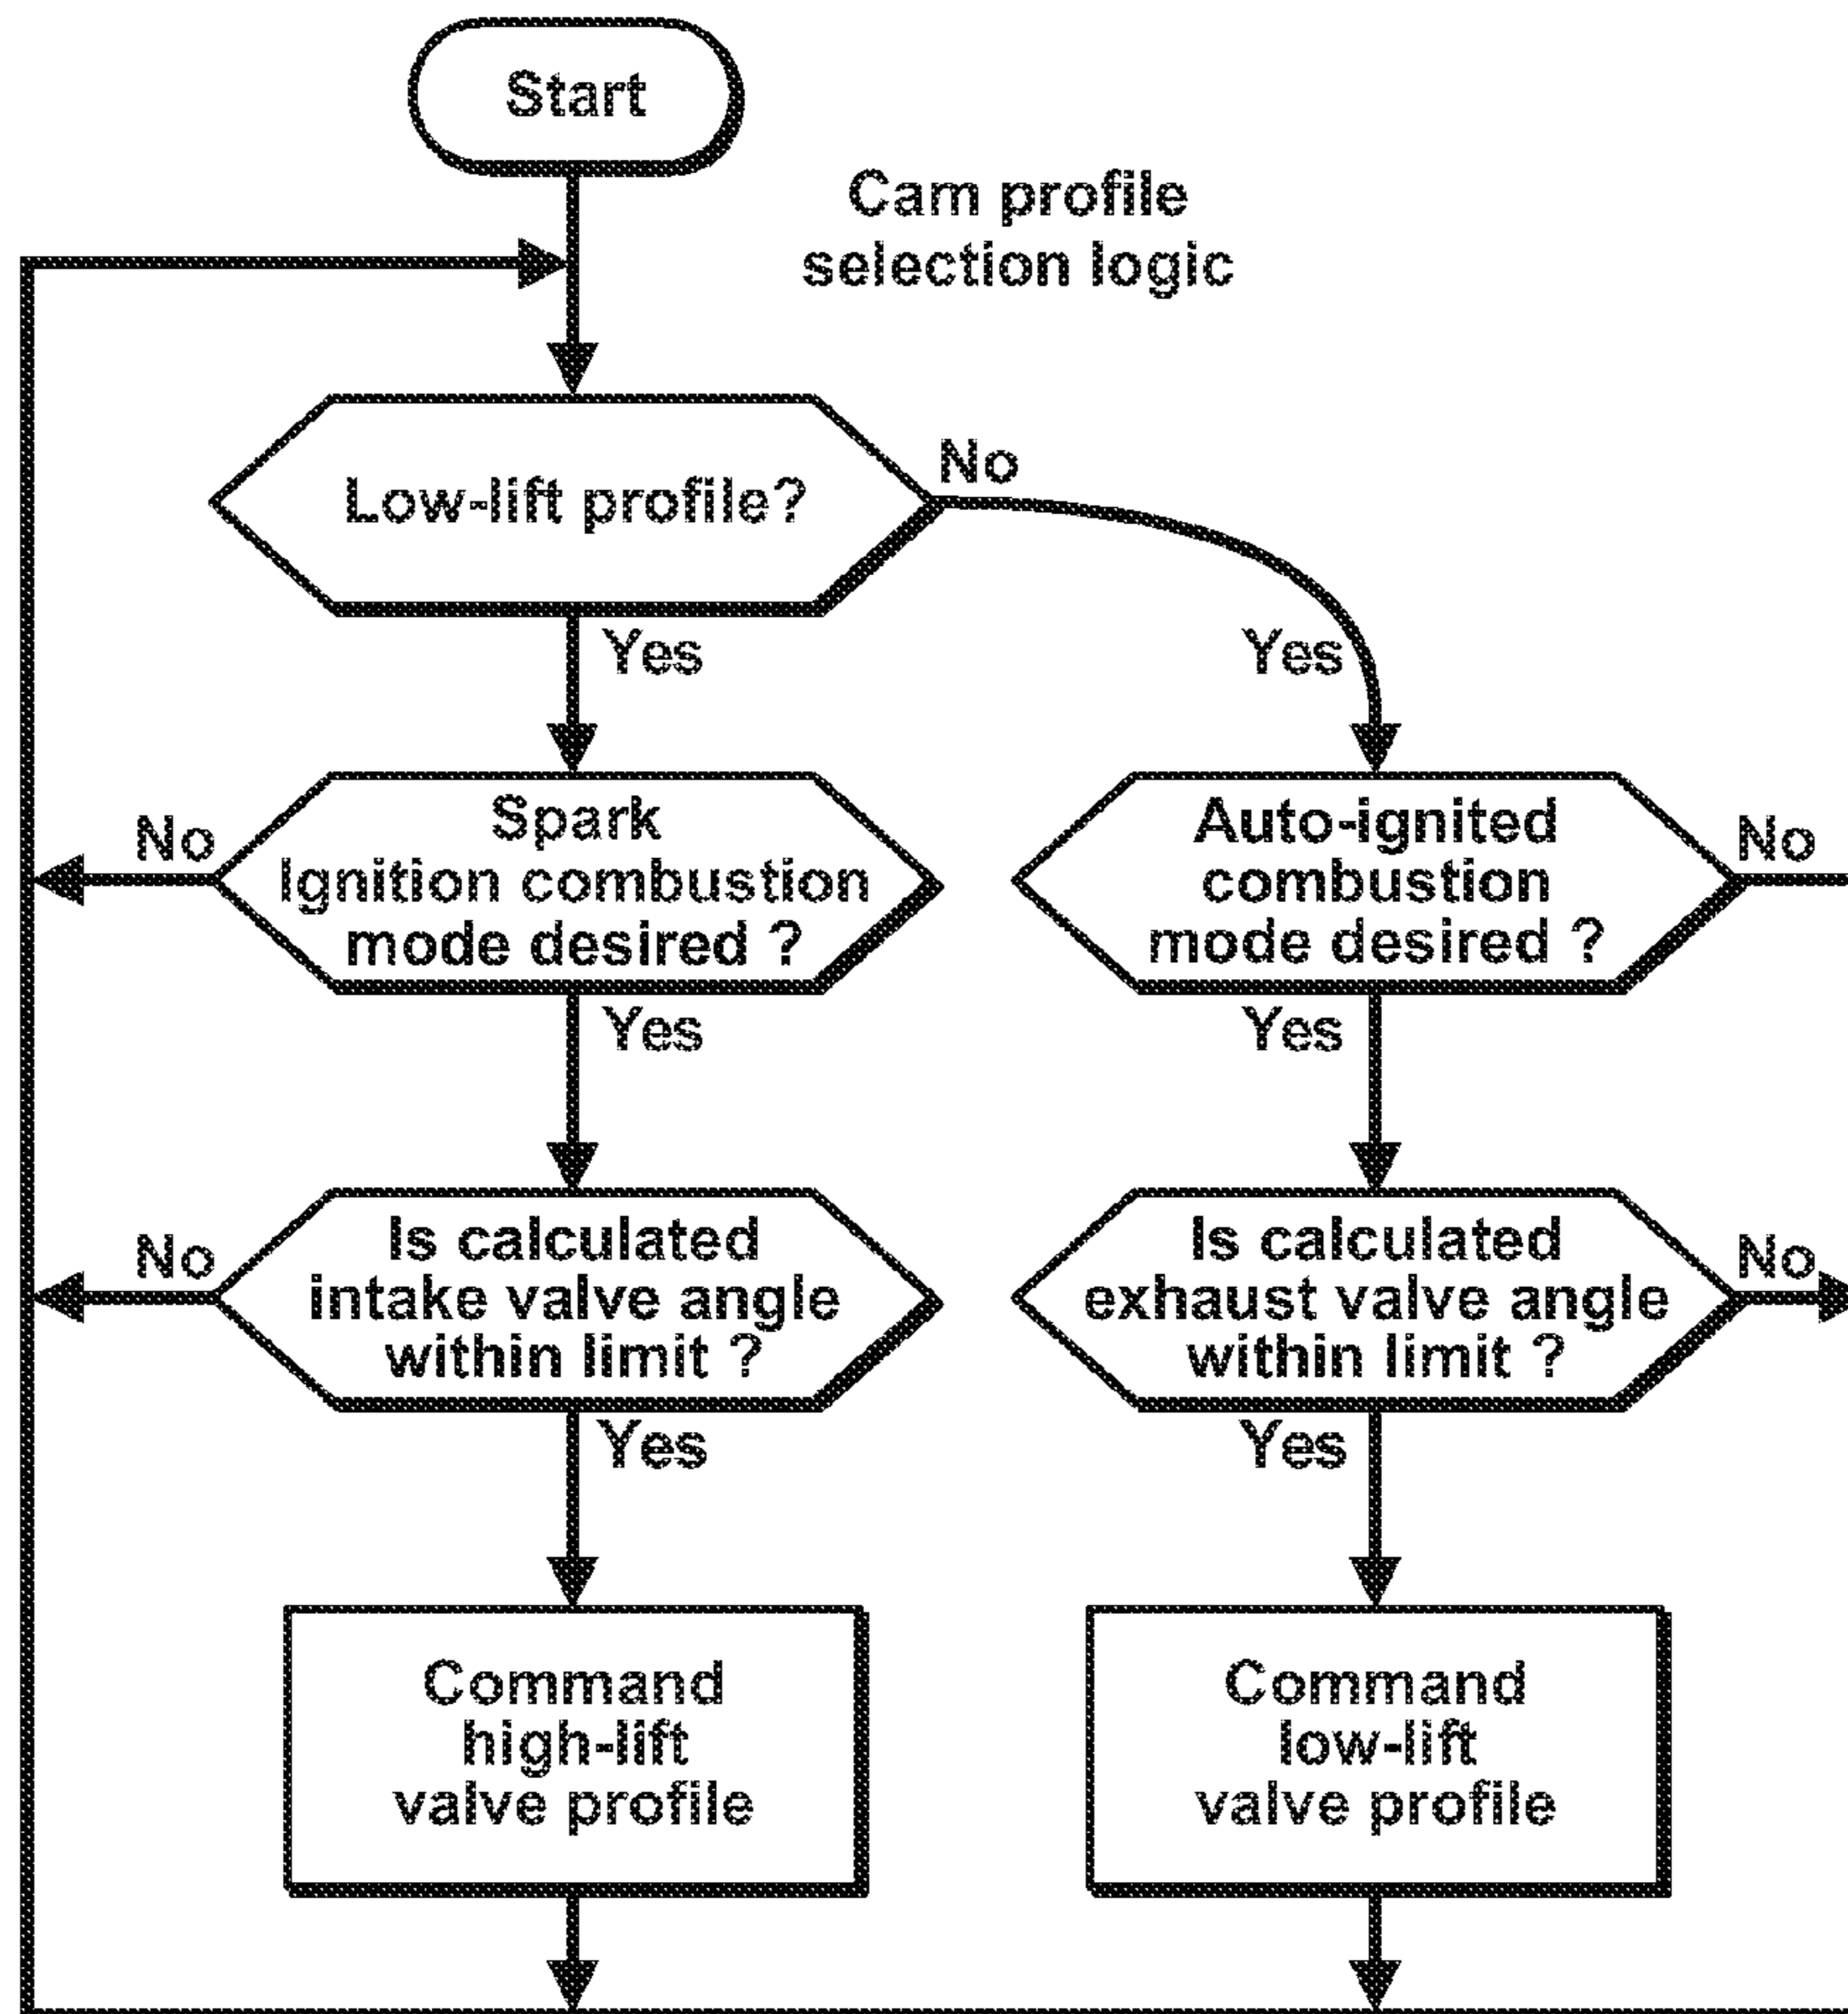 Start
Cam profile
selection logic
Low-lift profile?
No
Yes
Yes
No
Spark
Ignition combustion
mode desired ?
Auto-ignited
combustion
mode desired ?
No
Yes
Yes
No
Is calculated
intake valve angle
within limit ?
Is calculated
exhaust valve angle
within limit ?
No
Yes
Yes
Command
high-lift
valve profile
Command
low-lift
valve profile